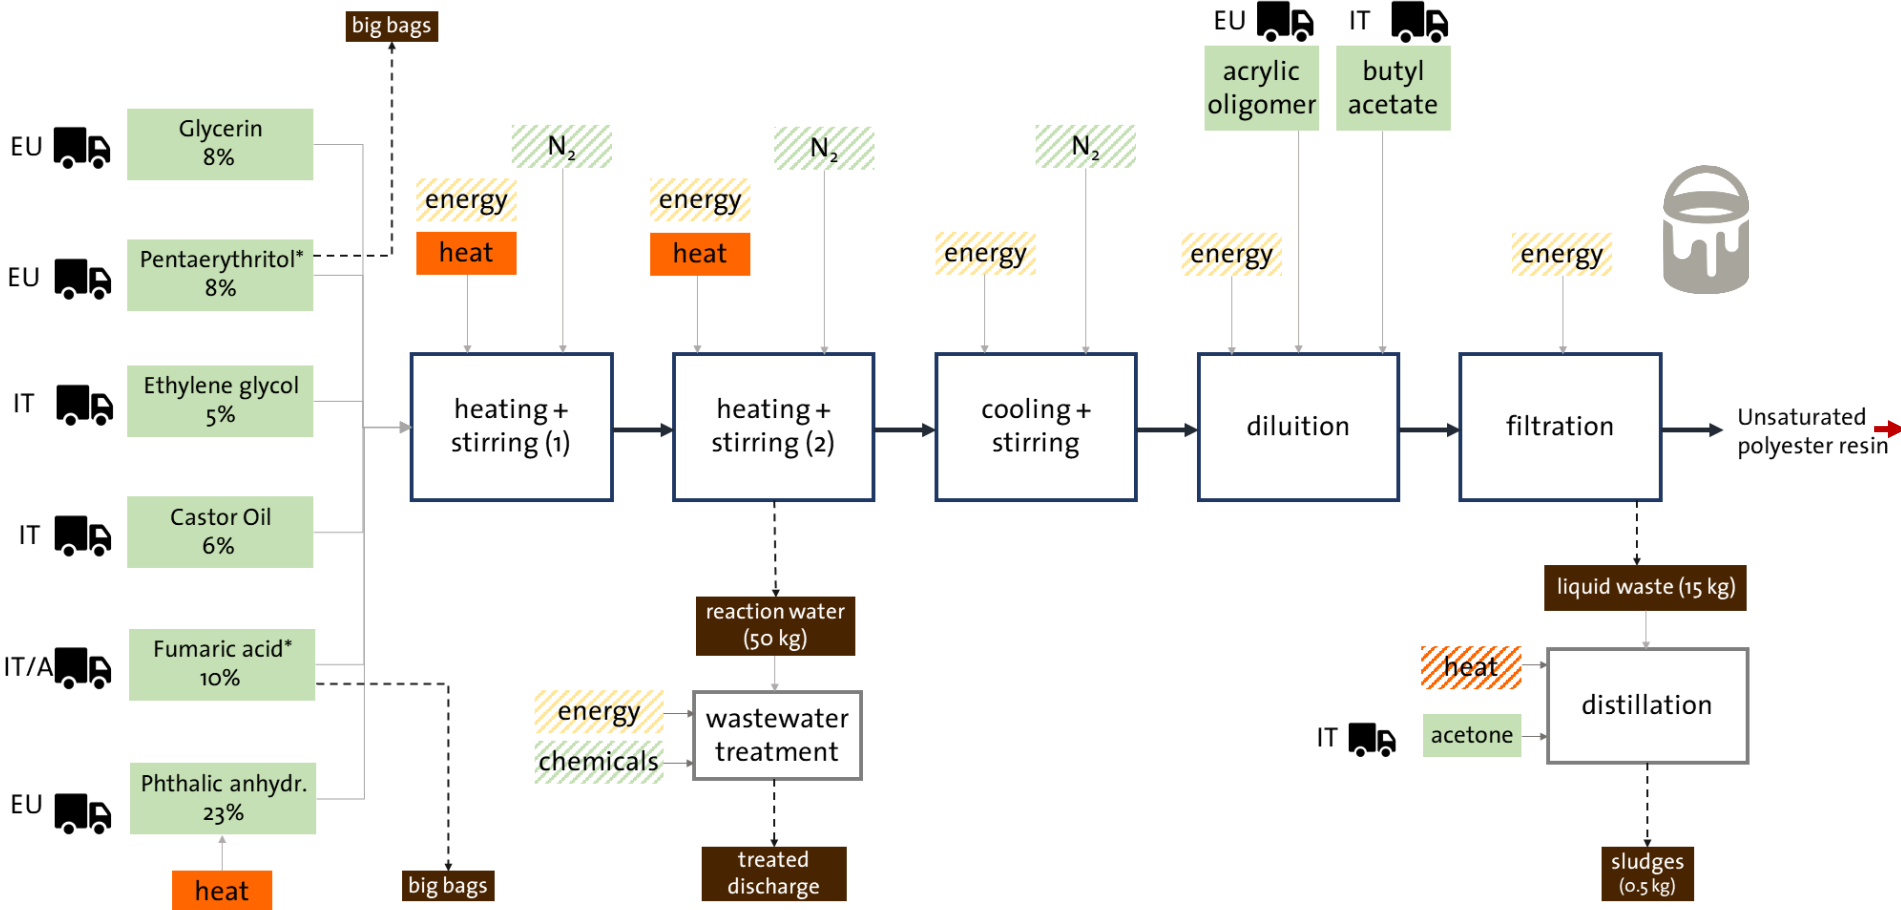 big bags
EU
Glycerin
8%
EU
Pentaerythritol*
8%
IT
Ethylene glycol
5%
IT
Castor Oil
6%
IT/A
Fumaric acid*
10%
EU
Phthalic anhydr.
23%
heat
big bags
energy
heat
N₂
heating +
stirring (1)
energy
heat
N₂
heating +
stirring (2)
reaction water
(50 kg)
energy
chemicals
wastewater
treatment
treated
discharge
energy
N₂
cooling +
stirring
EU
acrylic
oligomer
IT
butyl
acetate
energy
diluition
energy
filtration
Unsaturated
polyester resin
liquid waste (15 kg)
heat
IT
acetone
distillation
sludges
(0.5 kg)